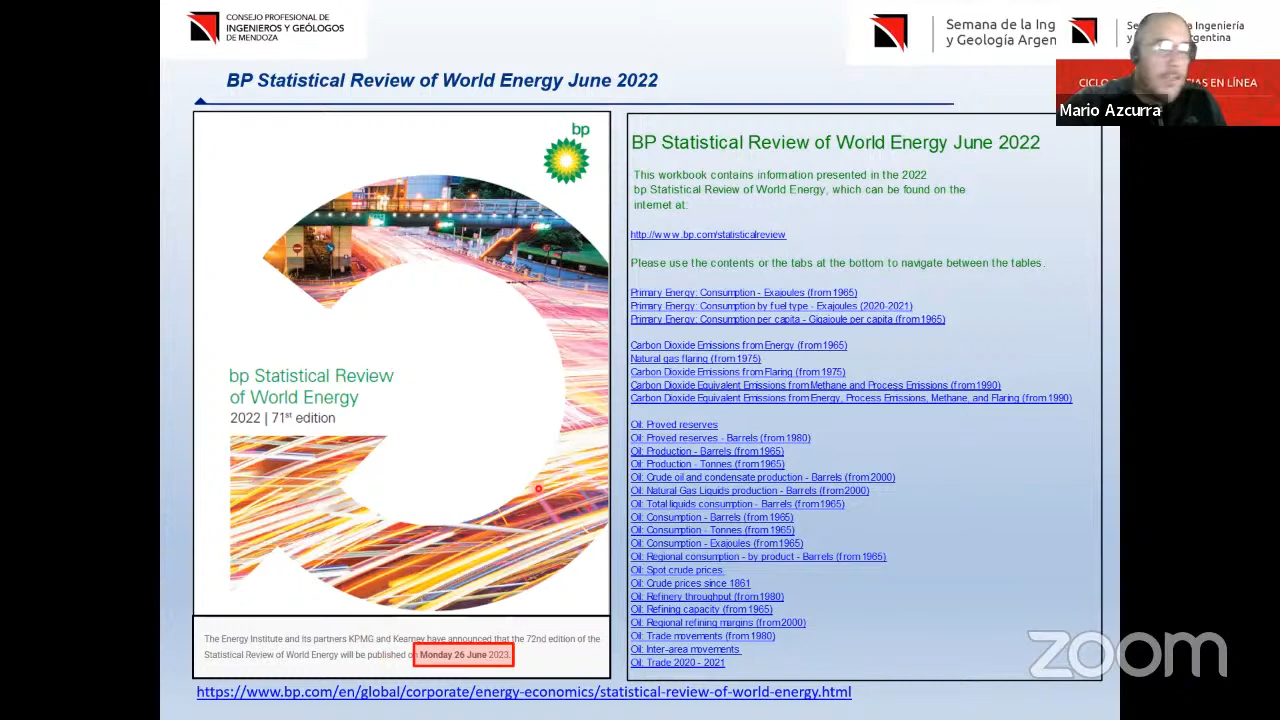 CONSEJO PROFESIONAL DE
INGENIEROS Y GEÓLOGOS
DE MENDOZA
Semana de la Ing
y Geología Argen
a Ingeniería
gentina
CICLO
AS EN LÍNEA
Mario Azcurra
BP Statistical Review of World Energy June 2022
bp
bp Statistical Review
of World Energy
2022 | 71st edition
The Energy Institute and its partners KPMG and Kearney have announced that the 72nd edition of the
Statistical Review of World Energy will be published on Monday 26 June 2023.
BP Statistical Review of World Energy June 2022
This workbook contains information presented in the 2022
bp Statistical Review of World Energy, which can be found on the
internet at:
http://www.bp.com/statisticalreview
Please use the contents or the tabs at the bottom to navigate between the tables.
Primary Energy: Consumption - Exajoules (from 1965)
Primary Energy: Consumption by fuel type - Exajoules (2020-2021)
Primary Energy: Consumption per capita - Gigajoule per capita (from 1965)
Carbon Dioxide Emissions from Energy (from 1965)
Natural gas flaring (from 1975)
Carbon Dioxide Emissions from Flaring (from 1975)
Carbon Dioxide Equivalent Emissions from Methane and Process Emissions (from 1990)
Carbon Dioxide Equivalent Emissions from Energy, Process Emissions, Methane, and Flaring (from 1990)
Oil: Proved reserves
Oil: Proved reserves - Barrels (from 1980)
Oil: Production - Barrels (from 1965)
Oil: Production - Tonnes (from 1965)
Oil: Crude oil and condensate production - Barrels (from 2000)
Oil: Natural Gas Liquids production - Barrels (from 2000)
Oil: Total liquids consumption - Barrels (from 1965)
Oil: Consumption - Barrels (from 1965)
Oil: Consumption - Tonnes (from 1965)
Oil: Consumption - Exajoules (from 1965)
Oil: Regional consumption - by product - Barrels (from 1965)
Oil: Spot crude prices
Oil: Crude prices since 1861
Oil: Refinery throughput (from 1980)
Oil: Refining capacity (from 1965)
Oil: Regional refining margins (from 2000)
Oil: Trade movements (from 1980)
Oil: Inter-area movements
Oil: Trade 2020 - 2021
https://www.bp.com/en/global/corporate/energy-economics/statistical-review-of-world-energy.html
zoom